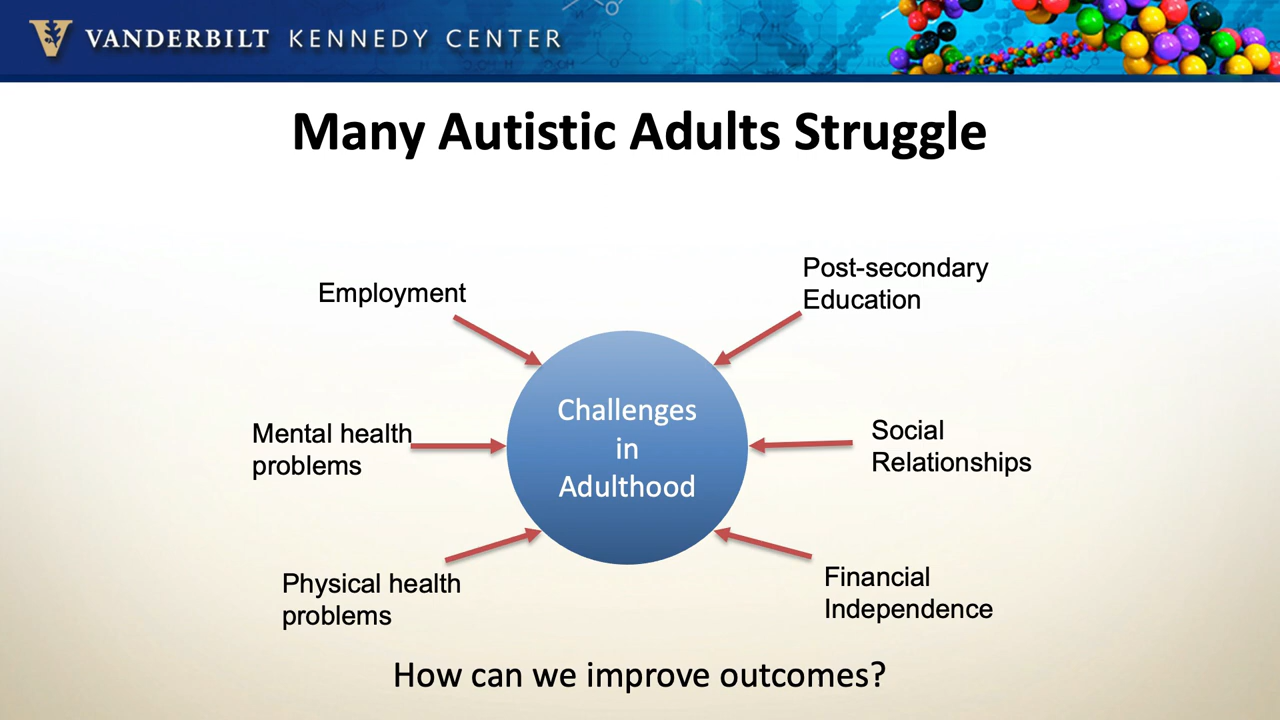 VANDERBILT KENNEDY CENTER
Many Autistic Adults Struggle
Employment
Post-secondary
Education
Mental health
problems
Challenges
in
Adulthood
Social
Relationships
Physical health
problems
Financial
Independence
How can we improve outcomes?